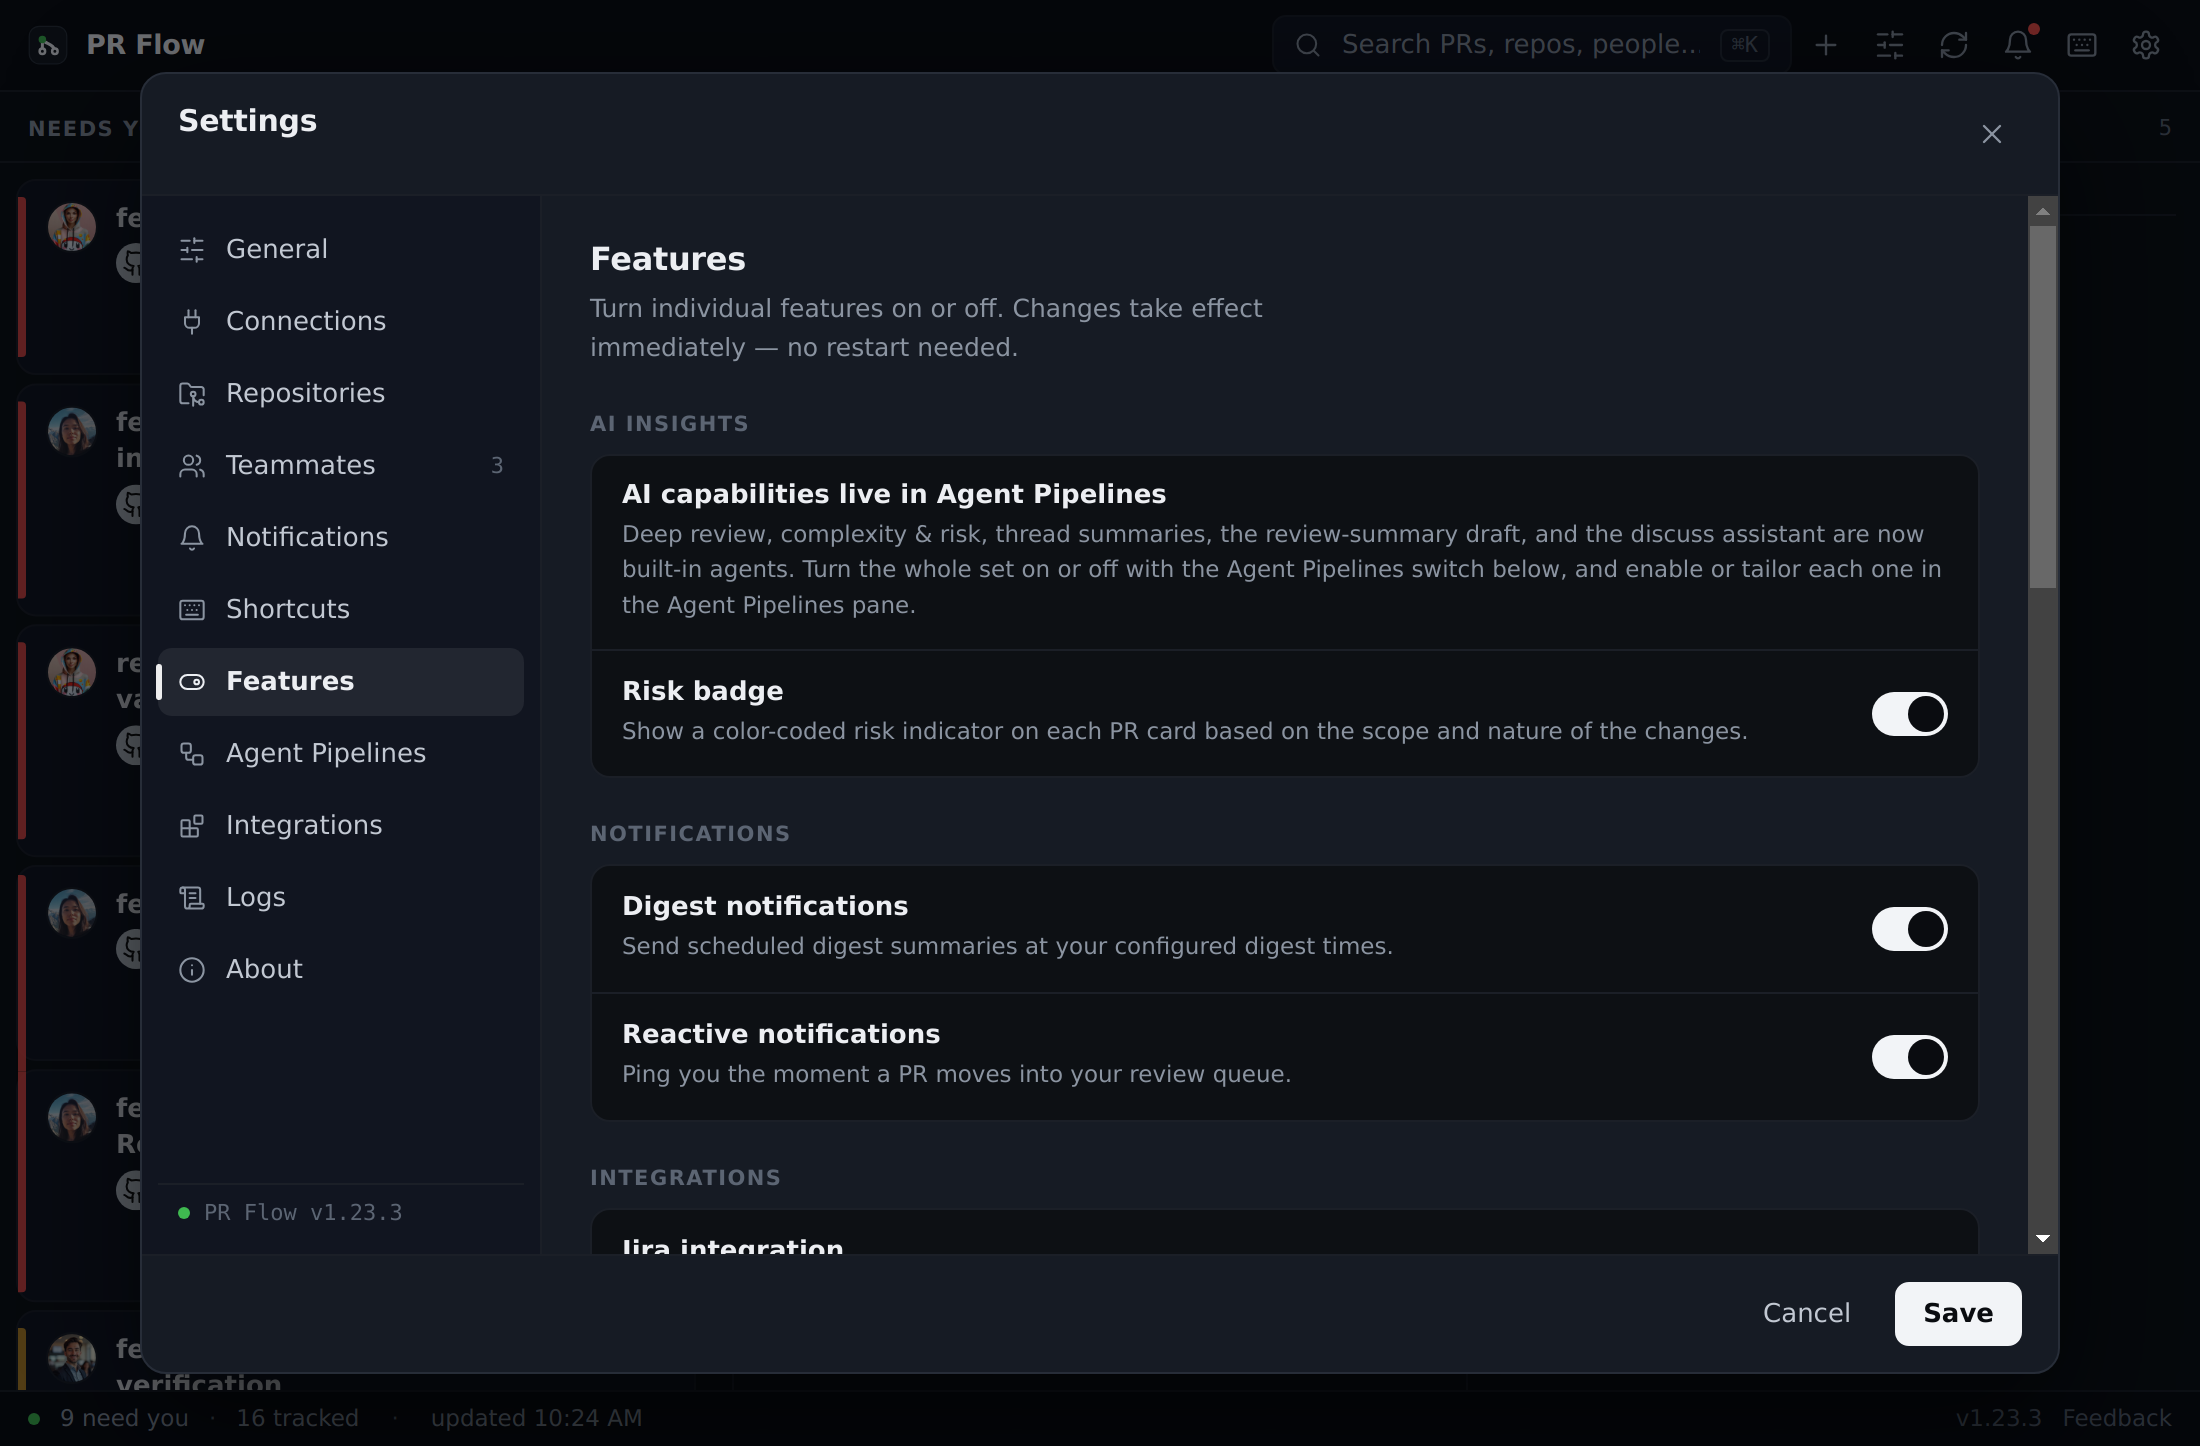 PR Flow
Search PRs, repos, people...
⌘K
NEEDS Y
5
Settings
General
Connections
Repositories
Teammates
3
Notifications
Shortcuts
Features
Agent Pipelines
Integrations
Logs
About
PR Flow v1.23.3
Features
Turn individual features on or off. Changes take effect
immediately — no restart needed.
AI INSIGHTS
AI capabilities live in Agent Pipelines
Deep review, complexity & risk, thread summaries, the review-summary draft, and the discuss assistant are now
built-in agents. Turn the whole set on or off with the Agent Pipelines switch below, and enable or tailor each one in
the Agent Pipelines pane.
Risk badge
Show a color-coded risk indicator on each PR card based on the scope and nature of the changes.
NOTIFICATIONS
Digest notifications
Send scheduled digest summaries at your configured digest times.
Reactive notifications
Ping you the moment a PR moves into your review queue.
INTEGRATIONS
Jira integration
Cancel
Save
verification
9 need you · 16 tracked · updated 10:24 AM
v1.23.3 Feedback